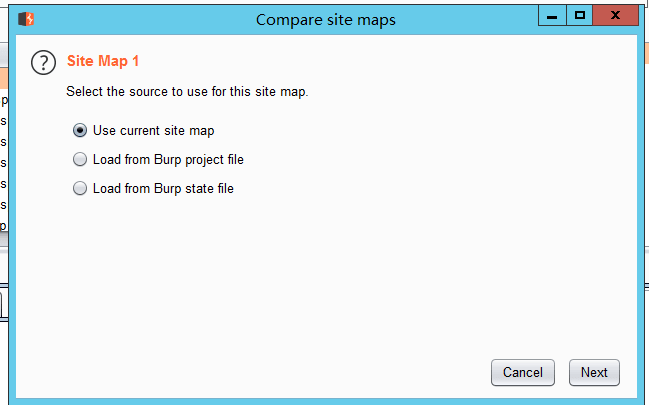 Compare site maps
Site Map 1
Select the source to use for this site map.
Use current site map
Load from Burp project file
Load from Burp state file
Cancel
Next